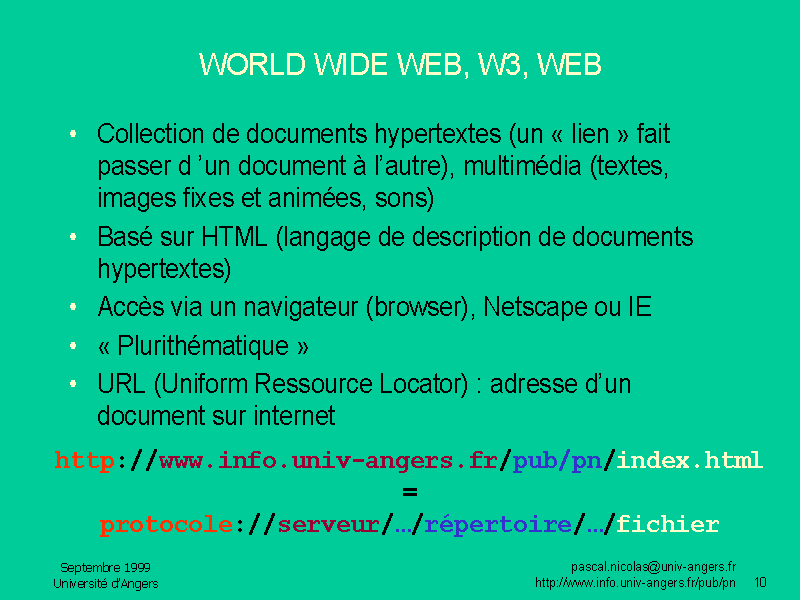 WORLD WIDE WEB, W3, WEB
• Collection de documents hypertextes (un « lien » fait
passer d ’un document à l’autre), multimédia (textes,
images fixes et animées, sons)
• Basé sur HTML (langage de description de documents
hypertextes)
• Accès via un navigateur (browser), Netscape ou IE
• « Plurithématique »
• URL (Uniform Ressource Locator) : adresse d’un
document sur internet
http://www.info.univ-angers.fr/pub/pn/index.html
=
protocole://serveur/…/répertoire/…/fichier
Septembre 1999
Université d’Angers
pascal.nicolas@univ-angers.fr
http://www.info.univ-angers.fr/pub/pn 10